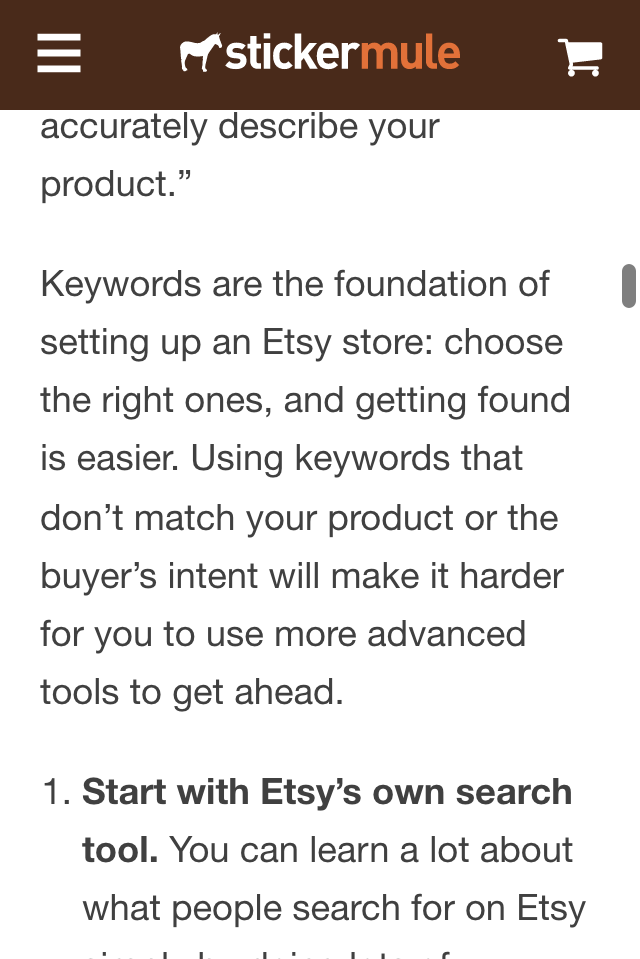 stickermule
accurately describe your
product.”
Keywords are the foundation of
setting up an Etsy store: choose
the right ones, and getting found
is easier. Using keywords that
don’t match your product or the
buyer’s intent will make it harder
for you to use more advanced
tools to get ahead.
1. Start with Etsy’s own search
tool. You can learn a lot about
what people search for on Etsy